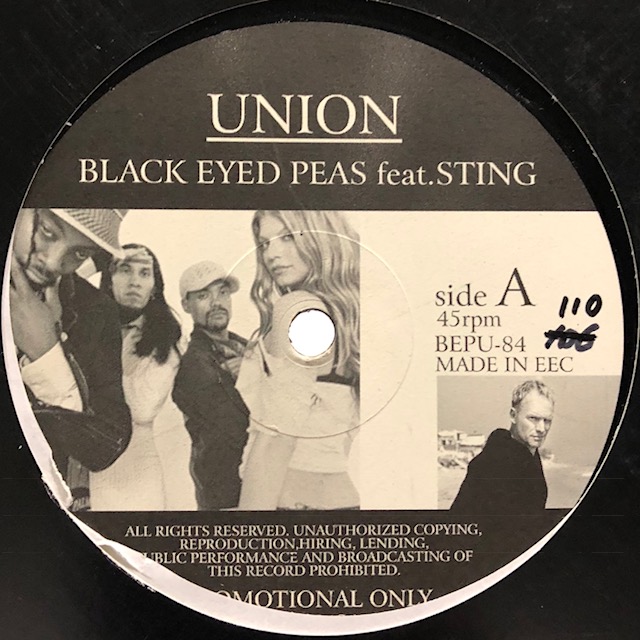 UNION
BLACK EYED PEAS feat.STING
side A
45rpm
110
BEPU-84
106
MADE IN EEC
ALL RIGHTS RESERVED. UNAUTHORIZED COPYING,
REPRODUCTION,HIRING, LENDING,
UBLIC PERFORMANCE AND BROADCASTING OF
THIS RECORD PROHIBITED.
OMOTIONAL ONLY